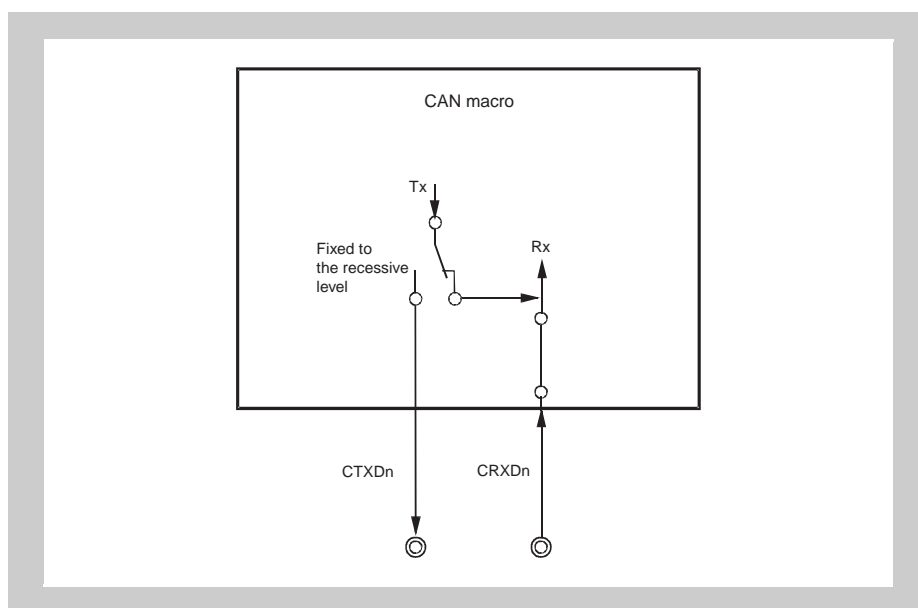 CAN macro
Tx
Fixed to
the recessive
level
Rx
CTXDn
CRXDn